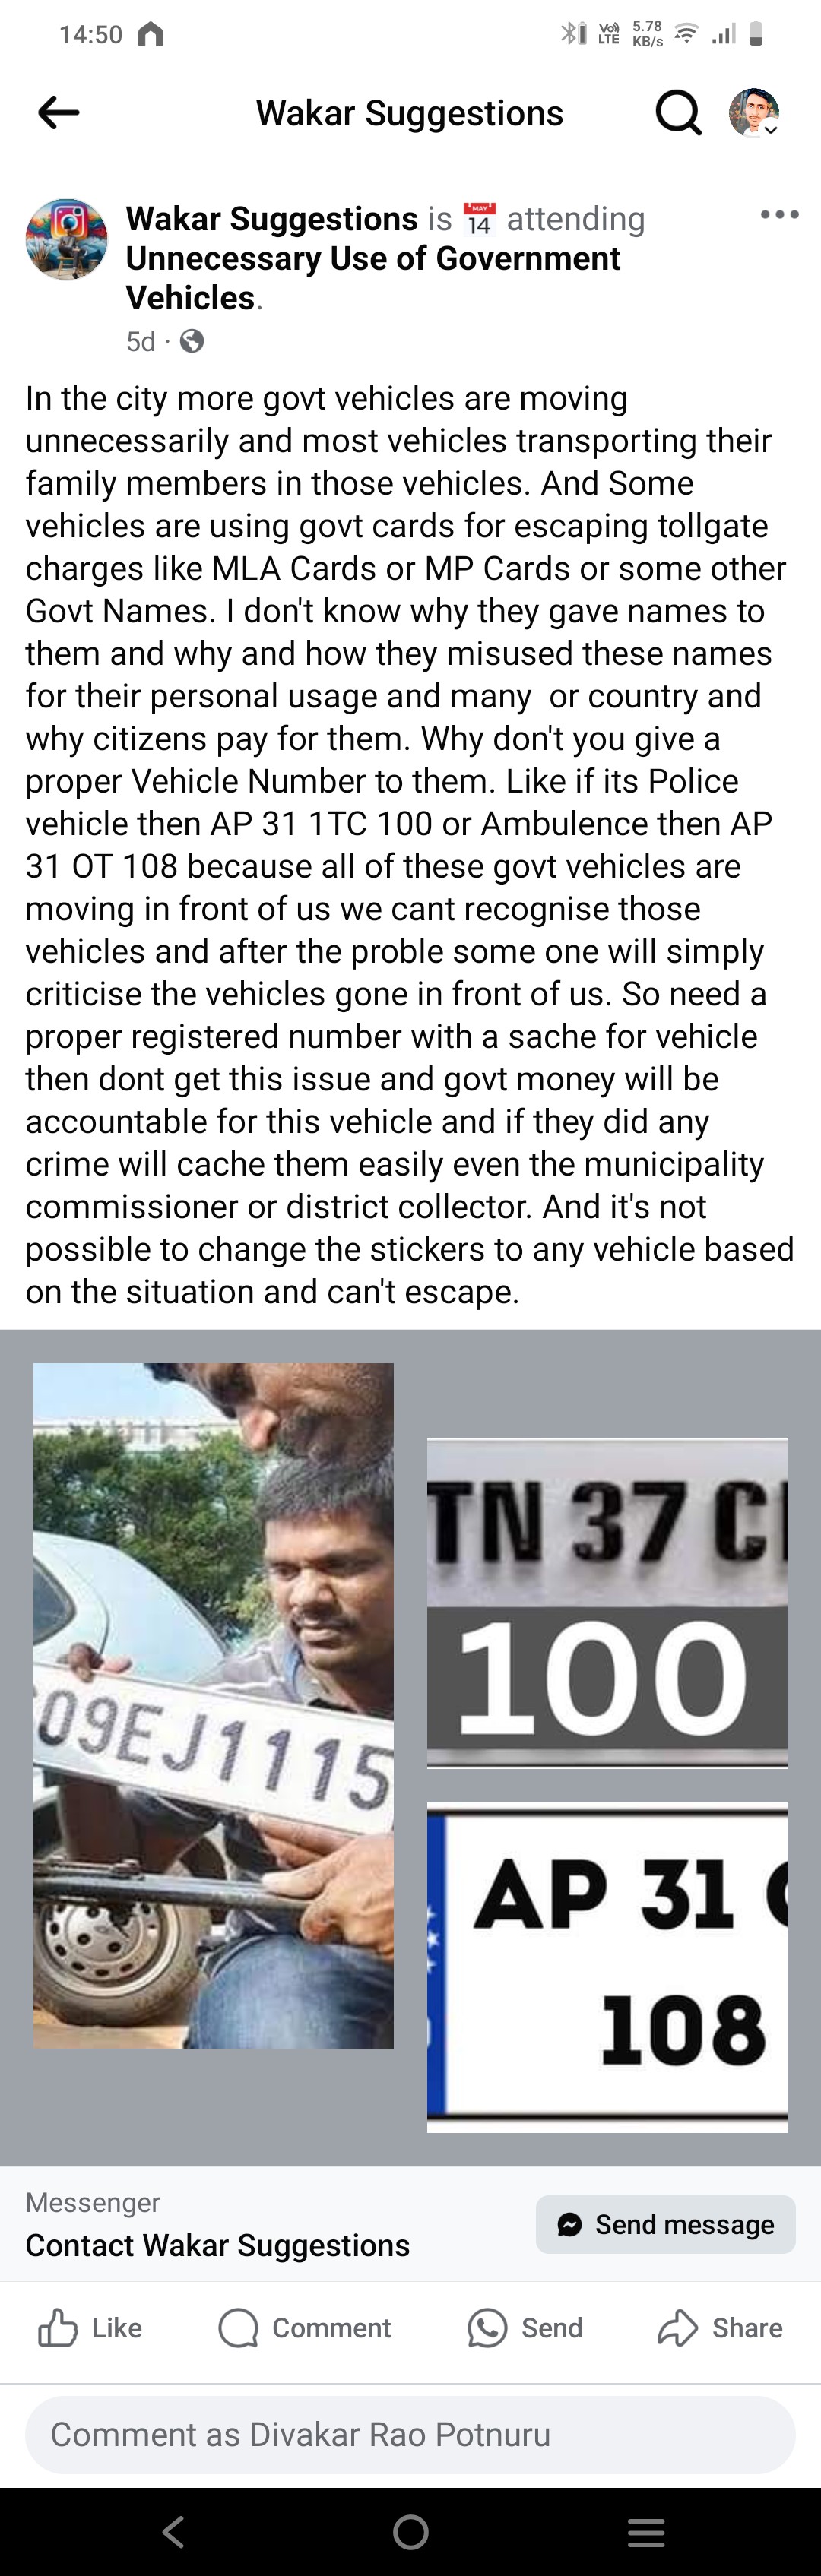 14:50
Vo) LTE 5.78 KB/s
Wakar Suggestions
Wakar Suggestions is MAY 14 attending
Unnecessary Use of Government
Vehicles.
5d ·
In the city more govt vehicles are moving
unnecessarily and most vehicles transporting their
family members in those vehicles. And Some
vehicles are using govt cards for escaping tollgate
charges like MLA Cards or MP Cards or some other
Govt Names. I don't know why they gave names to
them and why and how they misused these names
for their personal usage and many  or country and
why citizens pay for them. Why don't you give a
proper Vehicle Number to them. Like if its Police
vehicle then AP 31 1TC 100 or Ambulence then AP
31 OT 108 because all of these govt vehicles are
moving in front of us we cant recognise those
vehicles and after the proble some one will simply
criticise the vehicles gone in front of us. So need a
proper registered number with a sache for vehicle
then dont get this issue and govt money will be
accountable for this vehicle and if they did any
crime will cache them easily even the municipality
commissioner or district collector. And it's not
possible to change the stickers to any vehicle based
on the situation and can't escape.
09EJ1115
TN 37 C
100
AP 31
108
Messenger
Contact Wakar Suggestions
Send message
Like
Comment
Send
Share
Comment as Divakar Rao Potnuru